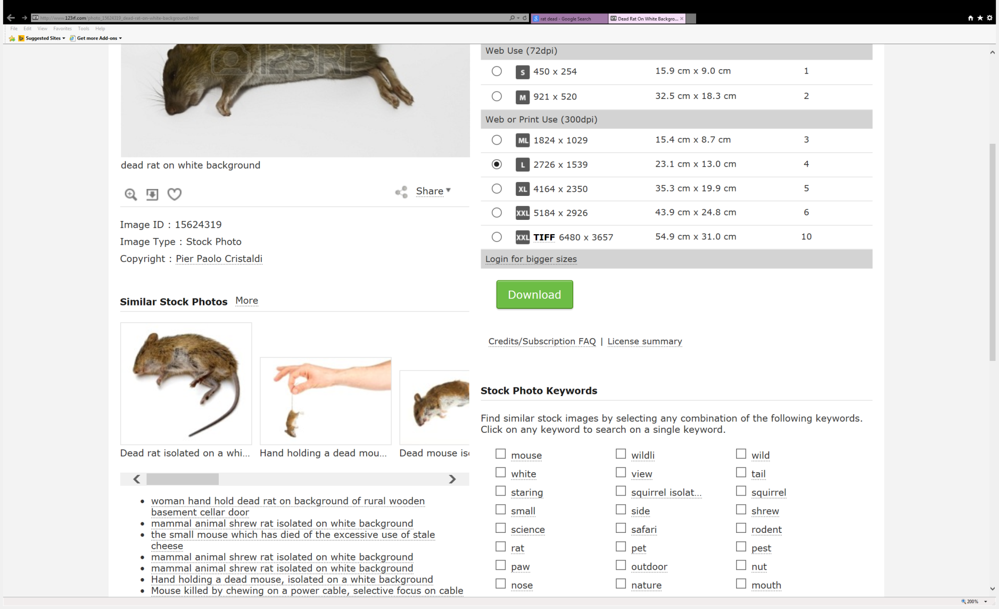 http://www.123rf.com/photo_15624319_dead-rat-on-white-background.html
rat dead - Google Search
Dead Rat On White Backgro...
File Edit View Favorites Tools Help
Suggested Sites Get more Add-ons
123RF
dead rat on white background
Share
Image ID : 15624319
Image Type : Stock Photo
Copyright : Pier Paolo Cristaldi
Similar Stock Photos More
Dead rat isolated on a whi... Hand holding a dead mou... Dead mouse is
woman hand hold dead rat on background of rural wooden
basement cellar door
mammal animal shrew rat isolated on white background
the small mouse which has died of the excessive use of stale
cheese
mammal animal shrew rat isolated on white background
mammal animal shrew rat isolated on white background
Hand holding a dead mouse, isolated on a white background
Mouse killed by chewing on a power cable, selective focus on cable
Web Use (72dpi)
S 450 x 254 15.9 cm x 9.0 cm 1
M 921 x 520 32.5 cm x 18.3 cm 2
Web or Print Use (300dpi)
ML 1824 x 1029 15.4 cm x 8.7 cm 3
L 2726 x 1539 23.1 cm x 13.0 cm 4
XL 4164 x 2350 35.3 cm x 19.9 cm 5
XXL 5184 x 2926 43.9 cm x 24.8 cm 6
XXL TIFF 6480 x 3657 54.9 cm x 31.0 cm 10
Login for bigger sizes
Download
Credits/Subscription FAQ | License summary
Stock Photo Keywords
Find similar stock images by selecting any combination of the following keywords.
Click on any keyword to search on a single keyword.
mouse wildli wild
white view tail
staring squirrel isolat... squirrel
small side shrew
science safari rodent
rat pet pest
paw outdoor nut
nose nature mouth
200%